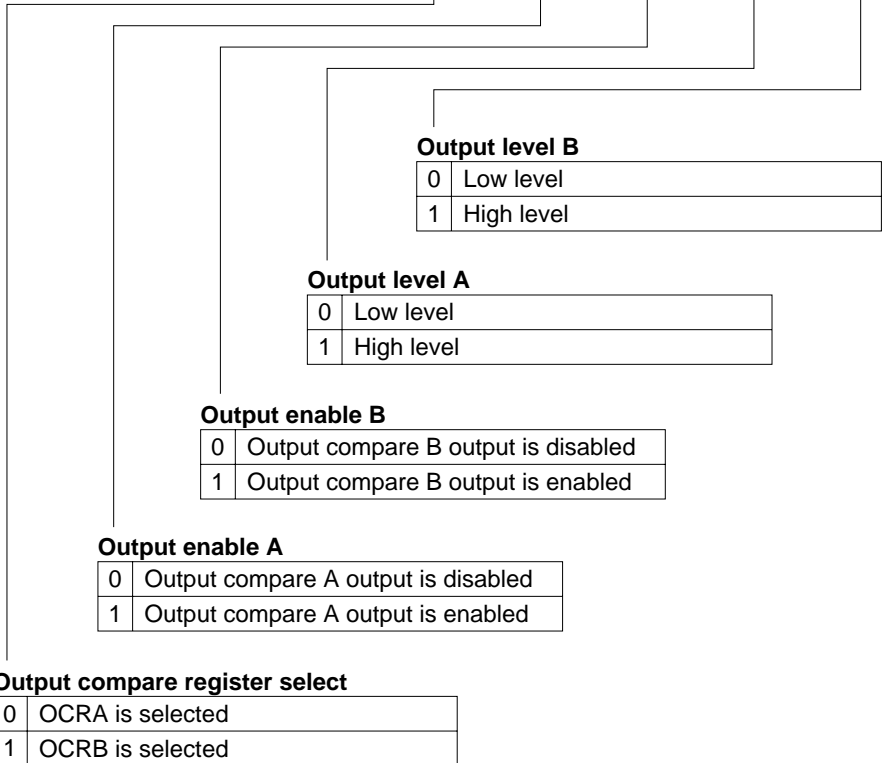 Output level B
0 Low level
1 High level
Output level A
0 Low level
1 High level
Output enable B
0 Output compare B output is disabled
1 Output compare B output is enabled
Output enable A
0 Output compare A output is disabled
1 Output compare A output is enabled
Output compare register select
0 OCRA is selected
1 OCRB is selected